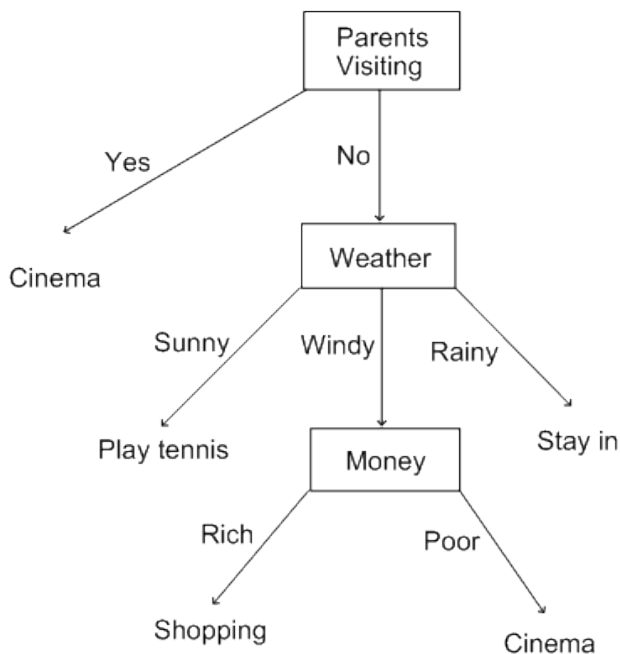 Parents
Visiting
Yes
No
Cinema
Weather
Sunny
Windy
Rainy
Play tennis
Money
Stay in
Rich
Poor
Shopping
Cinema